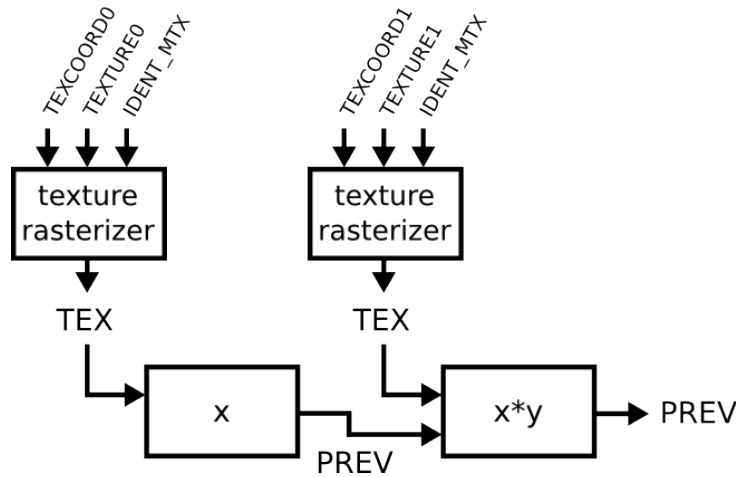 TEXCOORD0
TEXTURE0
IDENT_MTX
TEXCOORD1
TEXTURE1
IDENT_MTX
texture
rasterizer
texture
rasterizer
TEX
TEX
x
x*y
PREV
PREV